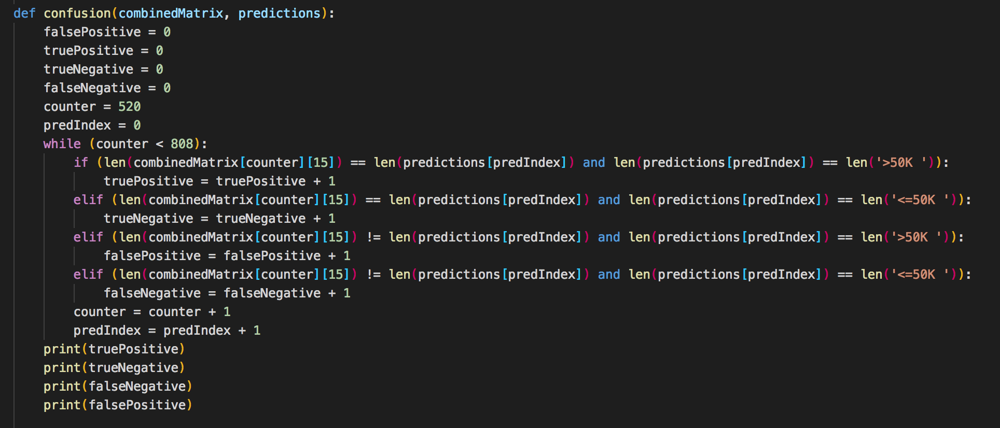 def confusion(combinedMatrix, predictions):
    falsePositive = 0
    truePositive = 0
    trueNegative = 0
    falseNegative = 0
    counter = 520
    predIndex = 0
    while (counter < 808):
        if (len(combinedMatrix[counter][15]) == len(predictions[predIndex]) and len(predictions[predIndex]) == len('>50K ')):
            truePositive = truePositive + 1
        elif (len(combinedMatrix[counter][15]) == len(predictions[predIndex]) and len(predictions[predIndex]) == len('<=50K ')):
            trueNegative = trueNegative + 1
        elif (len(combinedMatrix[counter][15]) != len(predictions[predIndex]) and len(predictions[predIndex]) == len('>50K ')):
            falsePositive = falsePositive + 1
        elif (len(combinedMatrix[counter][15]) != len(predictions[predIndex]) and len(predictions[predIndex]) == len('<=50K ')):
            falseNegative = falseNegative + 1
        counter = counter + 1
        predIndex = predIndex + 1
    print(truePositive)
    print(trueNegative)
    print(falseNegative)
    print(falsePositive)